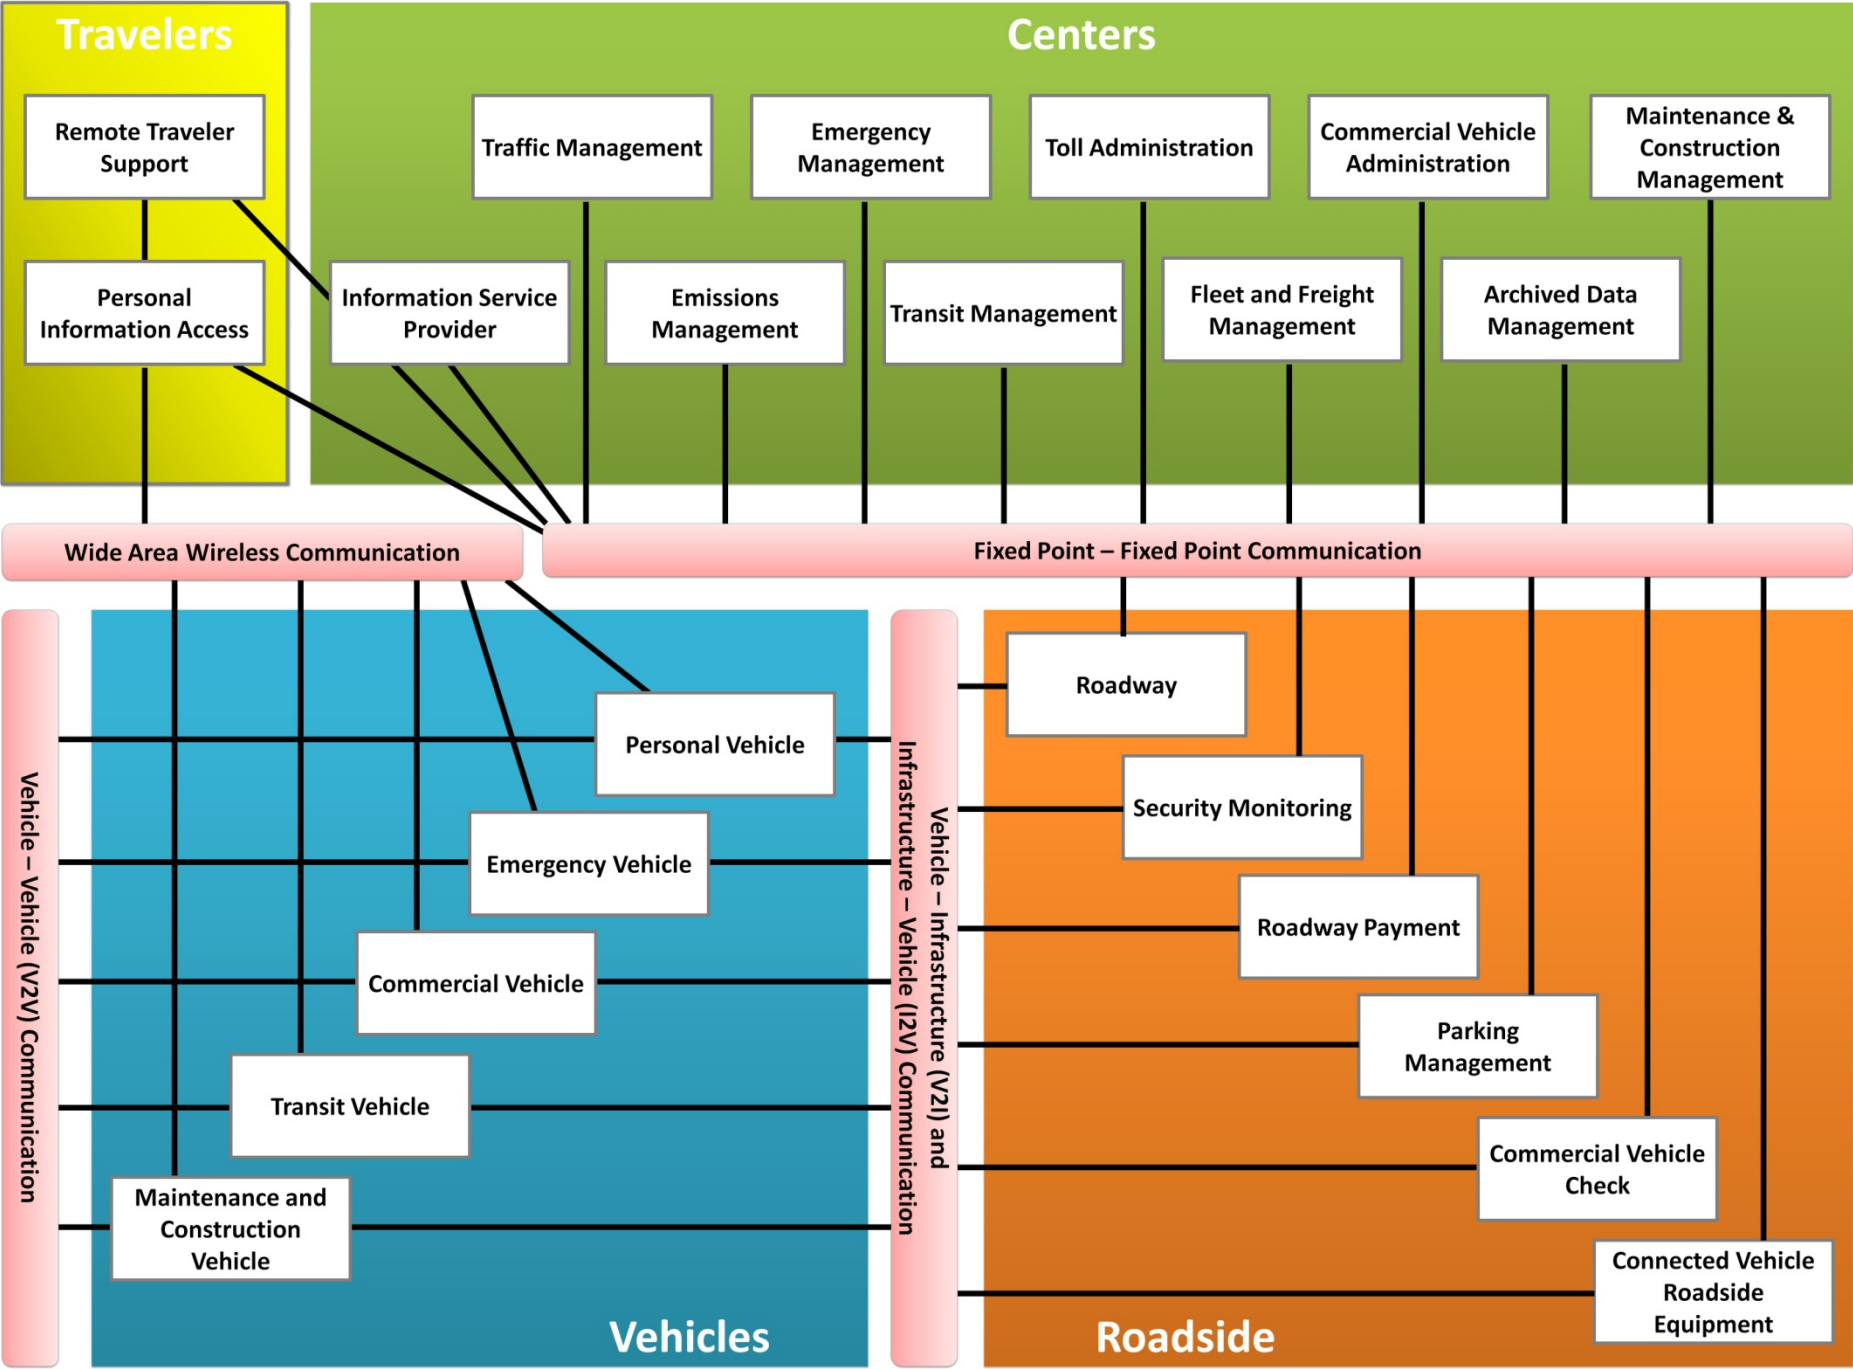 Travelers
Centers
Remote Traveler
Support
Traffic Management
Emergency
Management
Toll Administration
Commercial Vehicle
Administration
Maintenance &
Construction
Management
Personal
Information Access
Information Service
Provider
Emissions
Management
Transit Management
Fleet and Freight
Management
Archived Data
Management
Wide Area Wireless Communication
Fixed Point – Fixed Point Communication
Vehicle – Vehicle (V2V) Communication
Personal Vehicle
Emergency Vehicle
Commercial Vehicle
Transit Vehicle
Maintenance and
Construction
Vehicle
Vehicles
Vehicle – Infrastructure (V2I) and
Infrastructure – Vehicle (I2V) Communication
Roadway
Security Monitoring
Roadway Payment
Parking
Management
Commercial Vehicle
Check
Connected Vehicle
Roadside
Equipment
Roadside